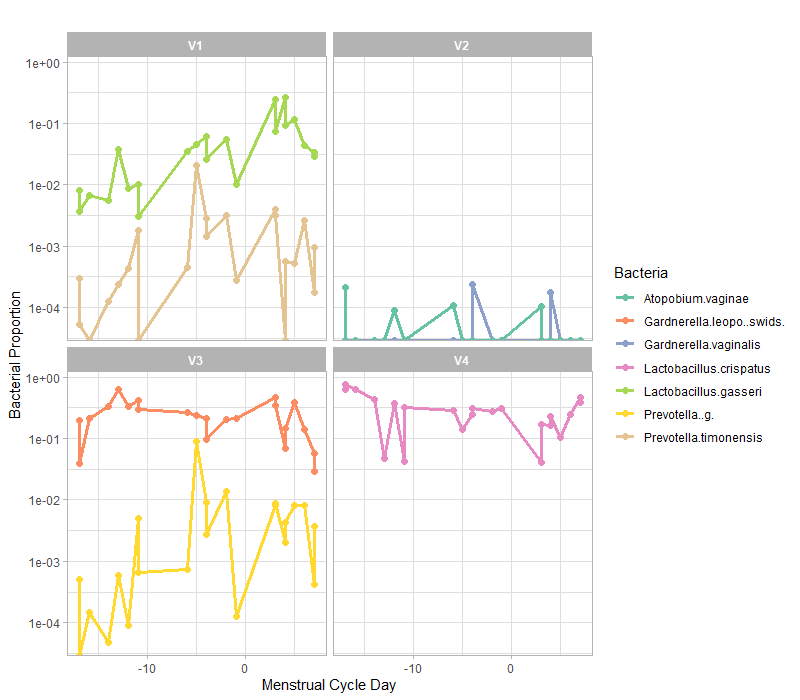 V1
V2
1e+00
1e-01
1e-02
1e-03
1e-04
V3
V4
1e+00
1e-01
1e-02
1e-03
1e-04
-10
0
-10
0
Bacterial Proportion
Menstrual Cycle Day
Bacteria
Atopobium.vaginae
Gardnerella.leopo..swids.
Gardnerella.vaginalis
Lactobacillus.crispatus
Lactobacillus.gasseri
Prevotella..g.
Prevotella.timonensis